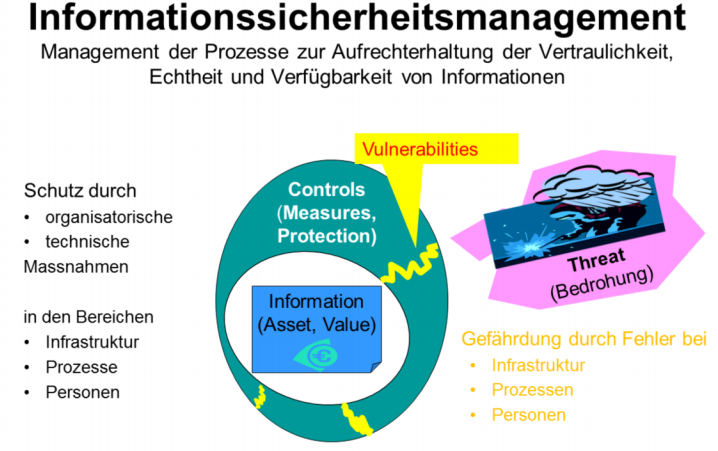 Informationssicherheitsmanagement
Management der Prozesse zur Aufrechterhaltung der Vertraulichkeit,
Echtheit und Verfügbarkeit von Informationen
Vulnerabilities
Schutz durch
• organisatorische
• technische
Massnahmen
in den Bereichen
• Infrastruktur
• Prozesse
• Personen
Controls
(Measures,
Protection)
Information
(Asset, Value)
€
Threat
(Bedrohung)
Gefährdung durch Fehler bei
• Infrastruktur
• Prozessen
• Personen